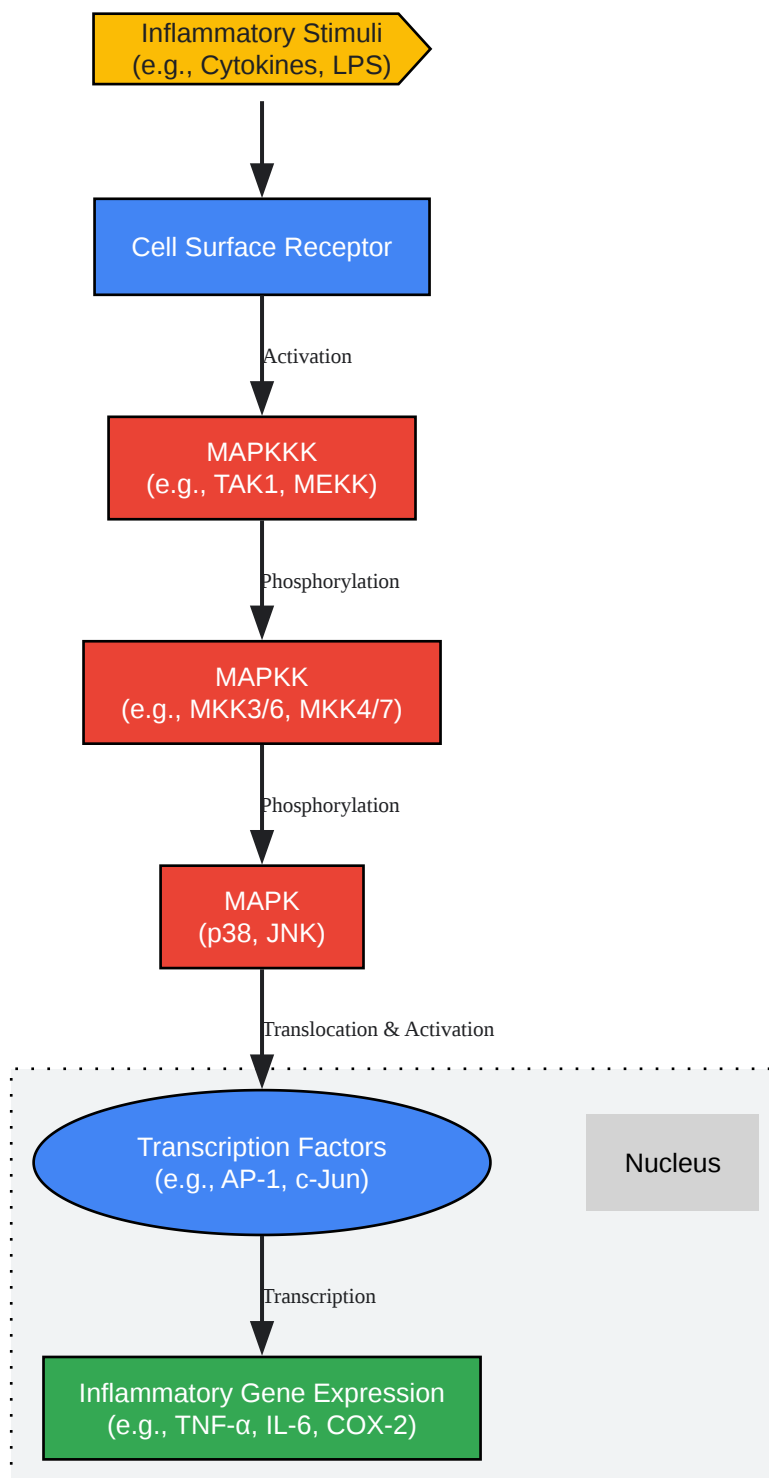 Inflammatory Stimuli
(e.g., Cytokines, LPS)
Cell Surface Receptor
Activation
MAPKKK
(e.g., TAK1, MEKK)
Phosphorylation
MAPKK
(e.g., MKK3/6, MKK4/7)
Phosphorylation
MAPK
(p38, JNK)
Translocation & Activation
Transcription Factors
(e.g., AP-1, c-Jun)
Nucleus
Transcription
Inflammatory Gene Expression
(e.g., TNF-α, IL-6, COX-2)